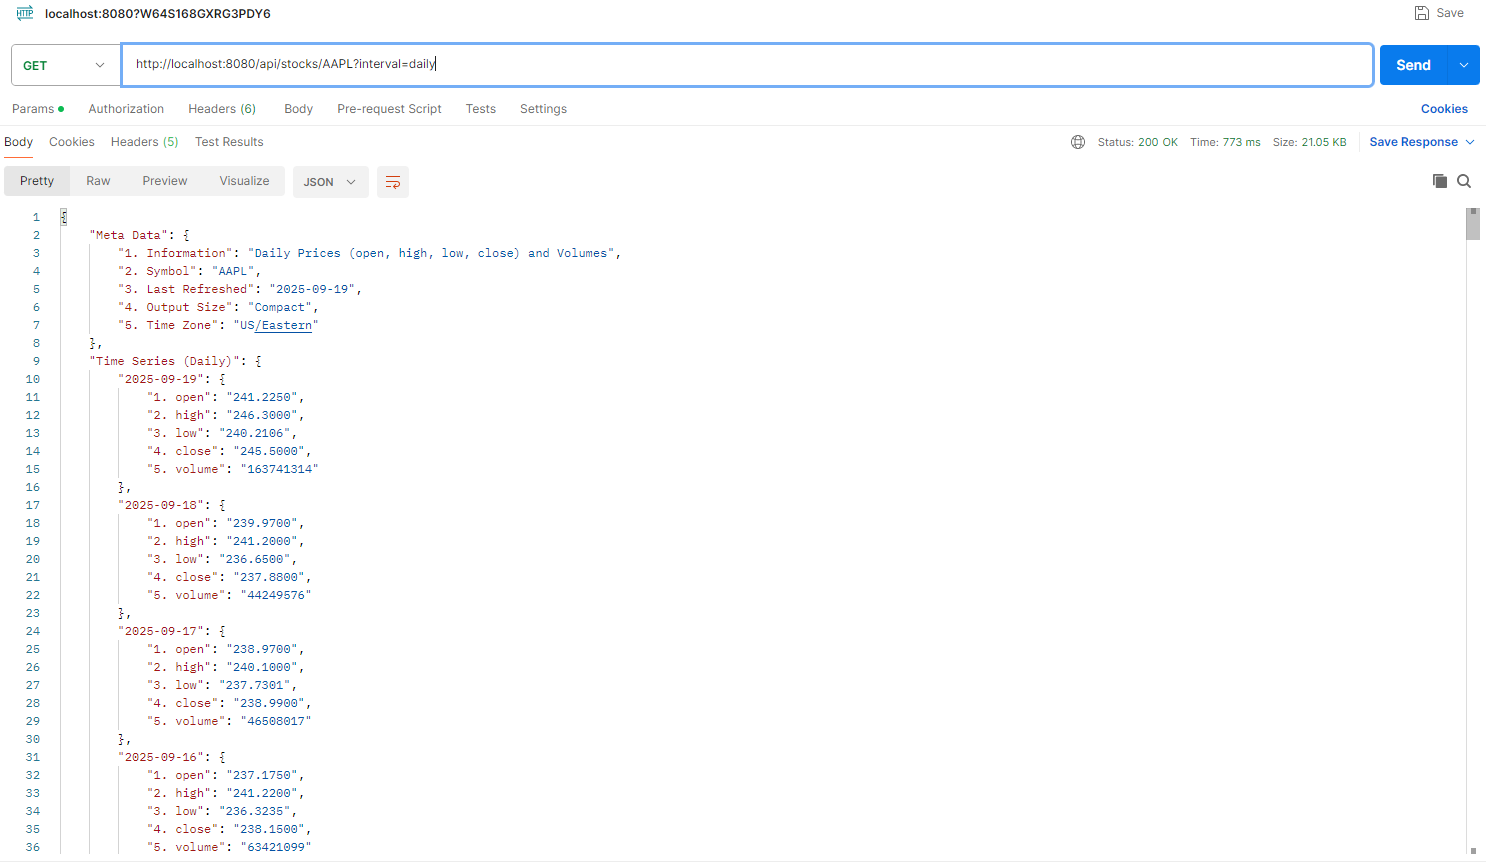 HTTP localhost:8080?W64S168GXRG3PDY6 Save
GET http://localhost:8080/api/stocks/AAPL?interval=daily Send
Params Authorization Headers (6) Body Pre-request Script Tests Settings Cookies
Body Cookies Headers (5) Test Results Status: 200 OK Time: 773 ms Size: 21.05 KB Save Response
Pretty Raw Preview Visualize JSON
1 {
2 "Meta Data": {
3 "1. Information": "Daily Prices (open, high, low, close) and Volumes",
4 "2. Symbol": "AAPL",
5 "3. Last Refreshed": "2025-09-19",
6 "4. Output Size": "Compact",
7 "5. Time Zone": "US/Eastern"
8 },
9 "Time Series (Daily)": {
10 "2025-09-19": {
11 "1. open": "241.2250",
12 "2. high": "246.3000",
13 "3. low": "240.2106",
14 "4. close": "245.5000",
15 "5. volume": "163741314"
16 },
17 "2025-09-18": {
18 "1. open": "239.9700",
19 "2. high": "241.2000",
20 "3. low": "236.6500",
21 "4. close": "237.8800",
22 "5. volume": "44249576"
23 },
24 "2025-09-17": {
25 "1. open": "238.9700",
26 "2. high": "240.1000",
27 "3. low": "237.7301",
28 "4. close": "238.9900",
29 "5. volume": "46508017"
30 },
31 "2025-09-16": {
32 "1. open": "237.1750",
33 "2. high": "241.2200",
34 "3. low": "236.3235",
35 "4. close": "238.1500",
36 "5. volume": "63421099"